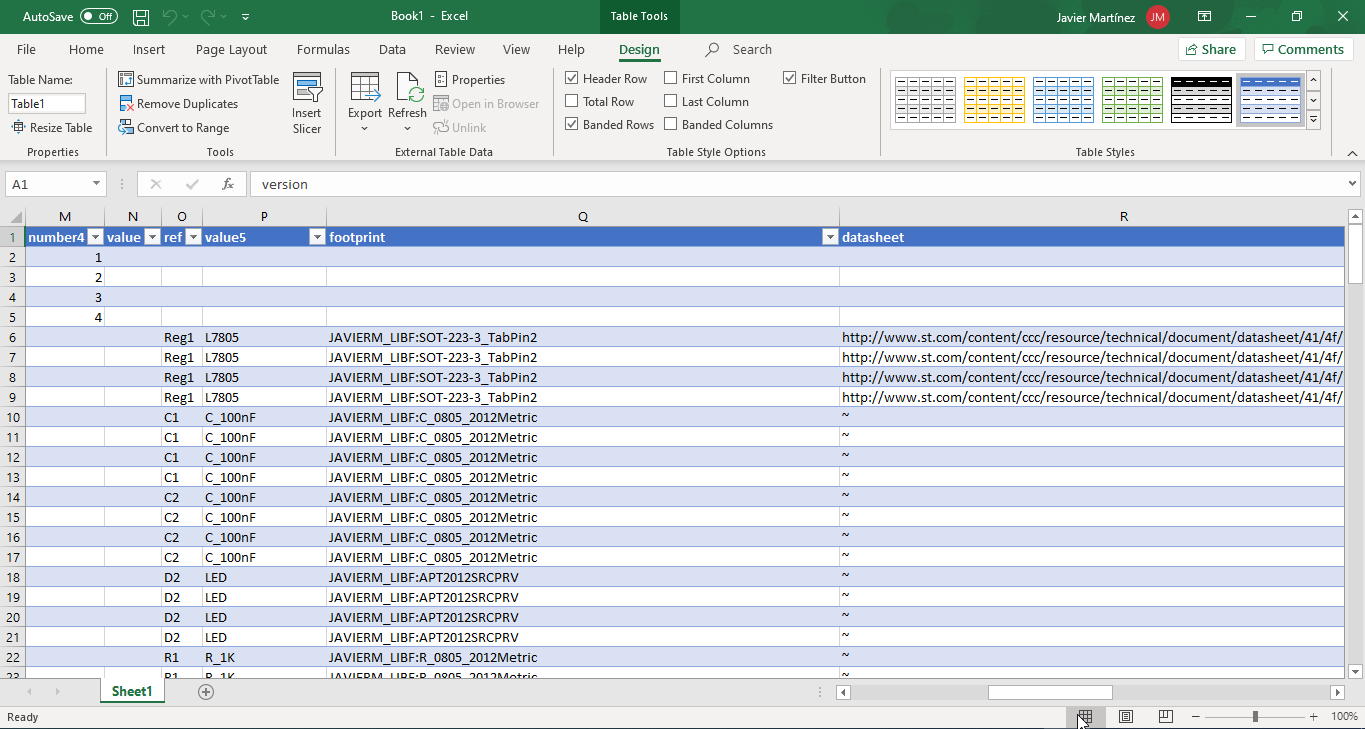 AutoSave Off Book1 - Excel Table Tools Javier Martínez JM
File Home Insert Page Layout Formulas Data Review View Help Design Search Share Comments
Table Name:
Table1
Resize Table
Properties
Summarize with PivotTable
Remove Duplicates
Convert to Range
Insert
Slicer
Tools
Export Refresh
Properties
Open in Browser
Unlink
External Table Data
Header Row First Column Filter Button
Total Row Last Column
Banded Rows Banded Columns
Table Style Options
Table Styles
A1 fx version
M N O P Q R
1 number4 value ref value5 footprint datasheet
2 1
3 2
4 3
5 4
6 Reg1 L7805 JAVIERM_LIBF:SOT-223-3_TabPin2 http://www.st.com/content/ccc/resource/technical/document/datasheet/41/4f/
7 Reg1 L7805 JAVIERM_LIBF:SOT-223-3_TabPin2 http://www.st.com/content/ccc/resource/technical/document/datasheet/41/4f/
8 Reg1 L7805 JAVIERM_LIBF:SOT-223-3_TabPin2 http://www.st.com/content/ccc/resource/technical/document/datasheet/41/4f/
9 Reg1 L7805 JAVIERM_LIBF:SOT-223-3_TabPin2 http://www.st.com/content/ccc/resource/technical/document/datasheet/41/4f/
10 C1 C_100nF JAVIERM_LIBF:C_0805_2012Metric ~
11 C1 C_100nF JAVIERM_LIBF:C_0805_2012Metric ~
12 C1 C_100nF JAVIERM_LIBF:C_0805_2012Metric ~
13 C1 C_100nF JAVIERM_LIBF:C_0805_2012Metric ~
14 C2 C_100nF JAVIERM_LIBF:C_0805_2012Metric ~
15 C2 C_100nF JAVIERM_LIBF:C_0805_2012Metric ~
16 C2 C_100nF JAVIERM_LIBF:C_0805_2012Metric ~
17 C2 C_100nF JAVIERM_LIBF:C_0805_2012Metric ~
18 D2 LED JAVIERM_LIBF:APT2012SRCPRV ~
19 D2 LED JAVIERM_LIBF:APT2012SRCPRV ~
20 D2 LED JAVIERM_LIBF:APT2012SRCPRV ~
21 D2 LED JAVIERM_LIBF:APT2012SRCPRV ~
22 R1 R_1K JAVIERM_LIBF:R_0805_2012Metric ~
23 R1 R_1K JAVIERM_LIBF:R_0805_2012Metric ~
Sheet1
Ready 100%